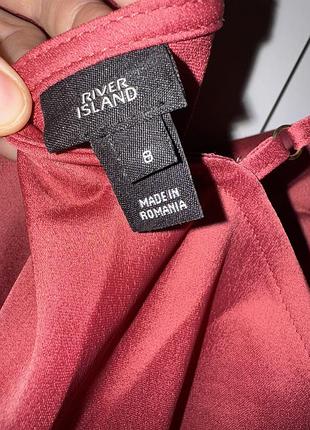 RIVER
ISLAND
8
MADE IN
ROMANIA